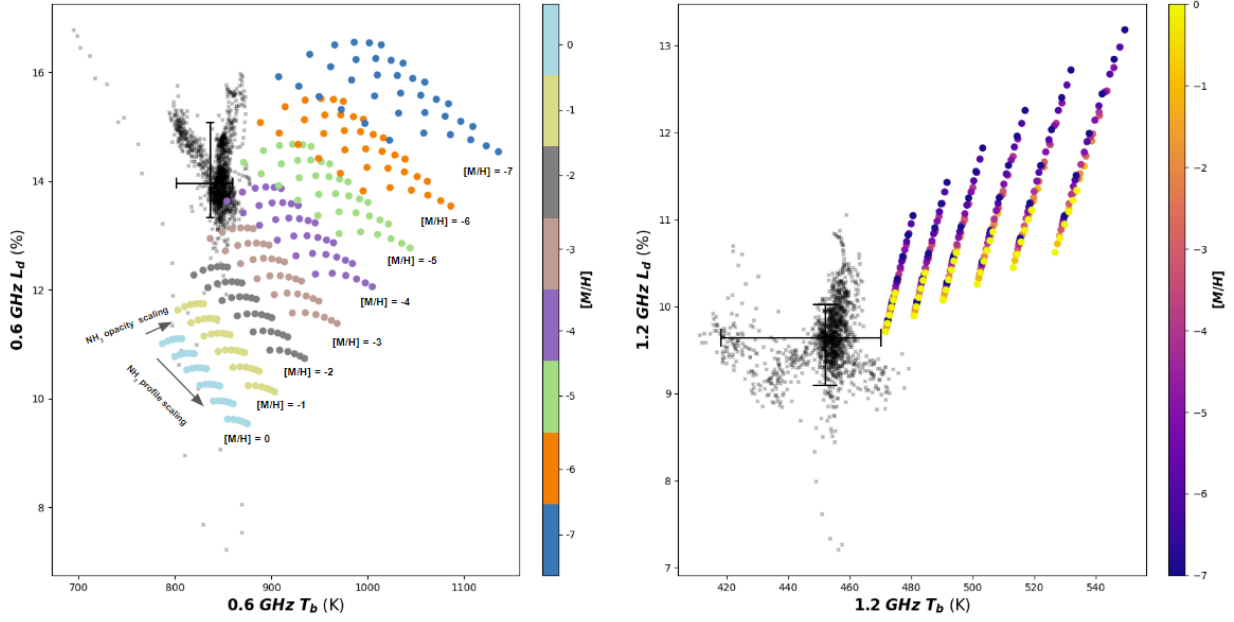 16
14
12
10
8
0.6 GHz L_d (%)
700 800 900 1000 1100
0.6 GHz T_b (K)
NH3 opacity scaling
NH3 profile scaling
[M/H] = -7
[M/H] = -6
[M/H] = -5
[M/H] = -4
[M/H] = -3
[M/H] = -2
[M/H] = -1
[M/H] = 0
0
-1
-2
-3
-4
-5
-6
-7
[M/H]
13
12
11
10
9
8
7
1.2 GHz L_d (%)
420 440 460 480 500 520 540
1.2 GHz T_b (K)
0
−1
−2
−3
−4
−5
−6
−7
[M/H]